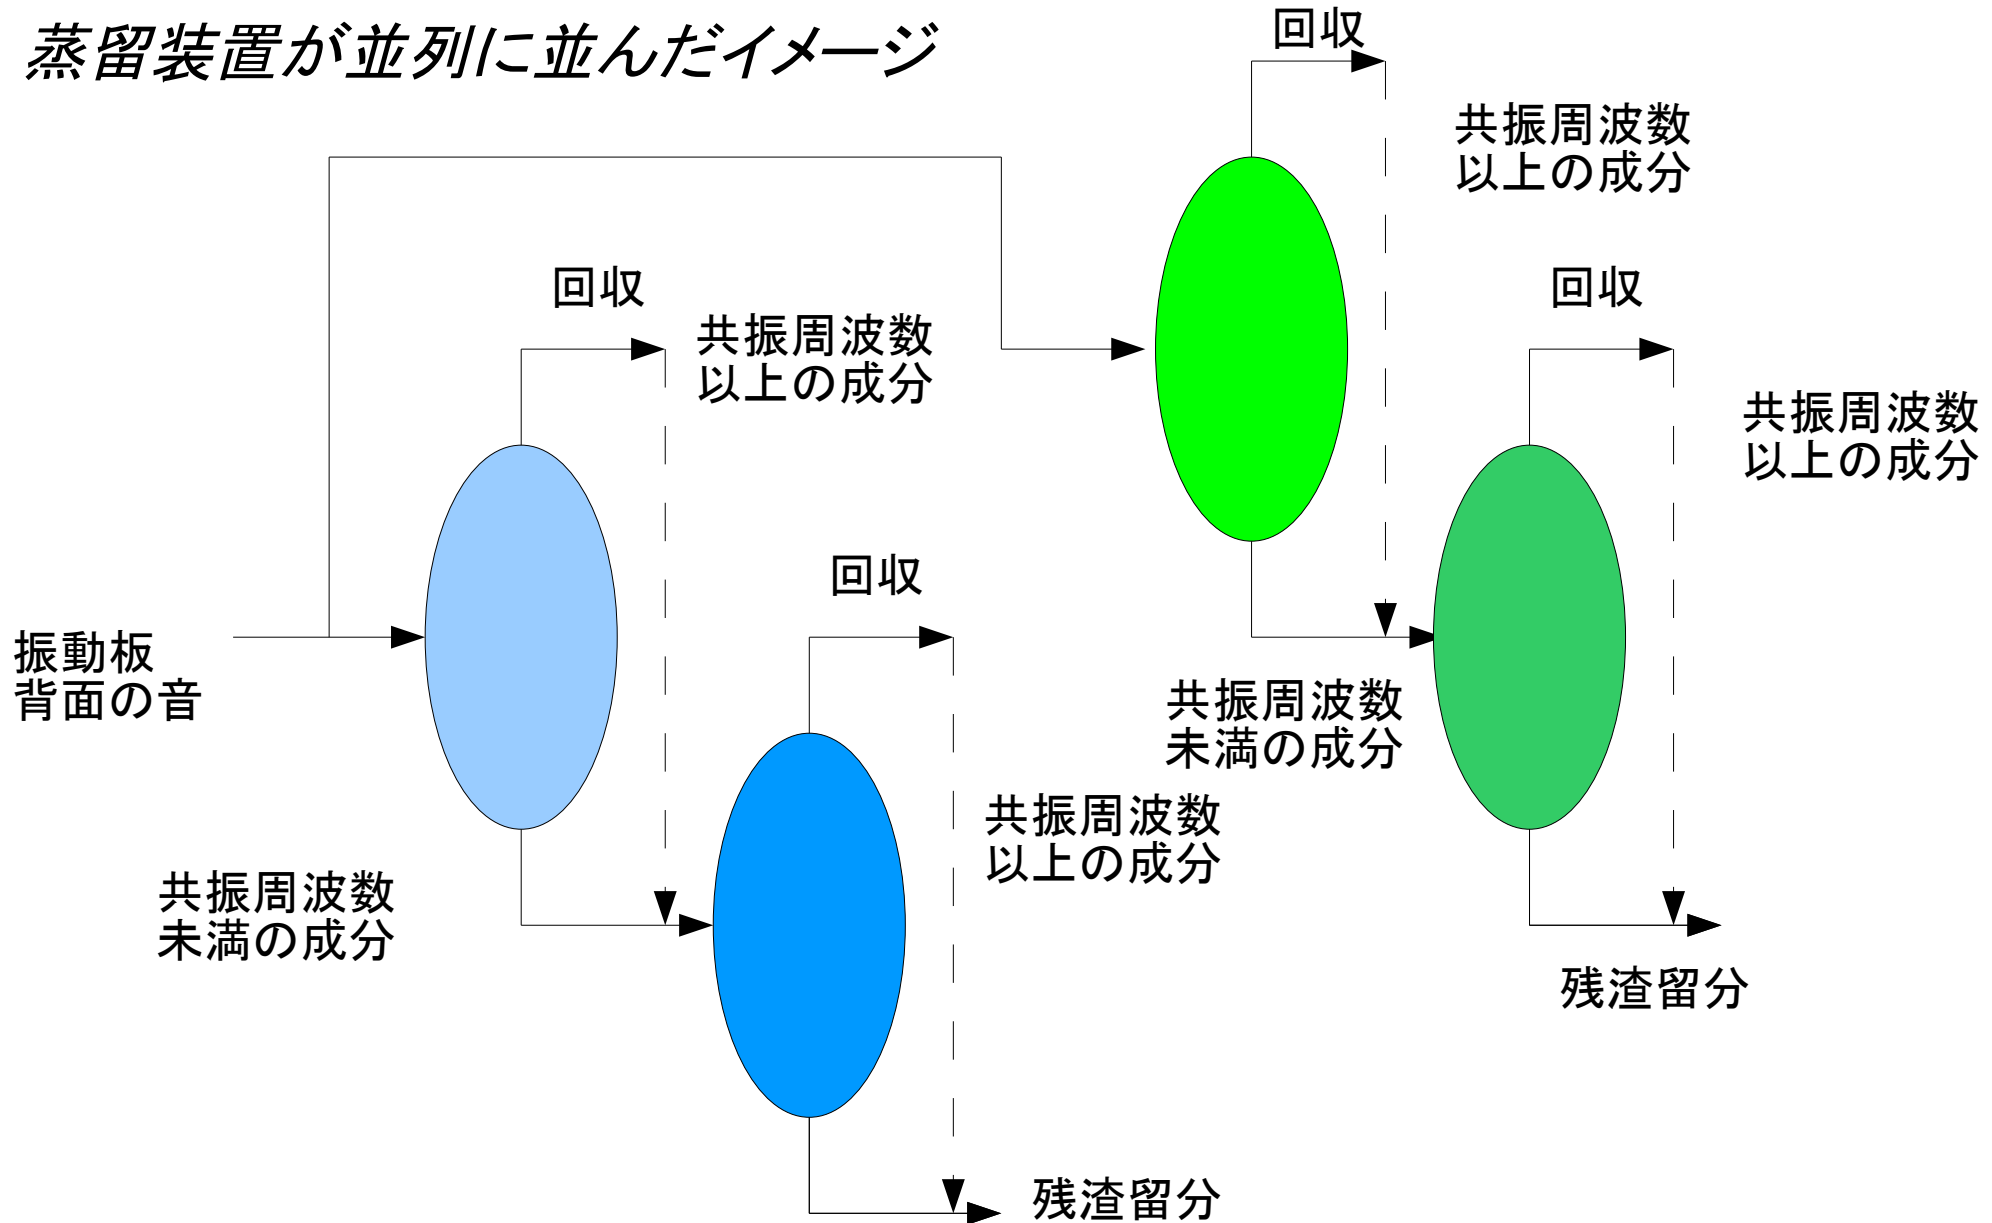 蒸留装置が並列に並んだイメージ
回収
共振周波数
以上の成分
回収
共振周波数
以上の成分
回収
共振周波数
以上の成分
回収
振動板
背面の音
共振周波数
未満の成分
共振周波数
以上の成分
共振周波数
未満の成分
残渣留分
残渣留分